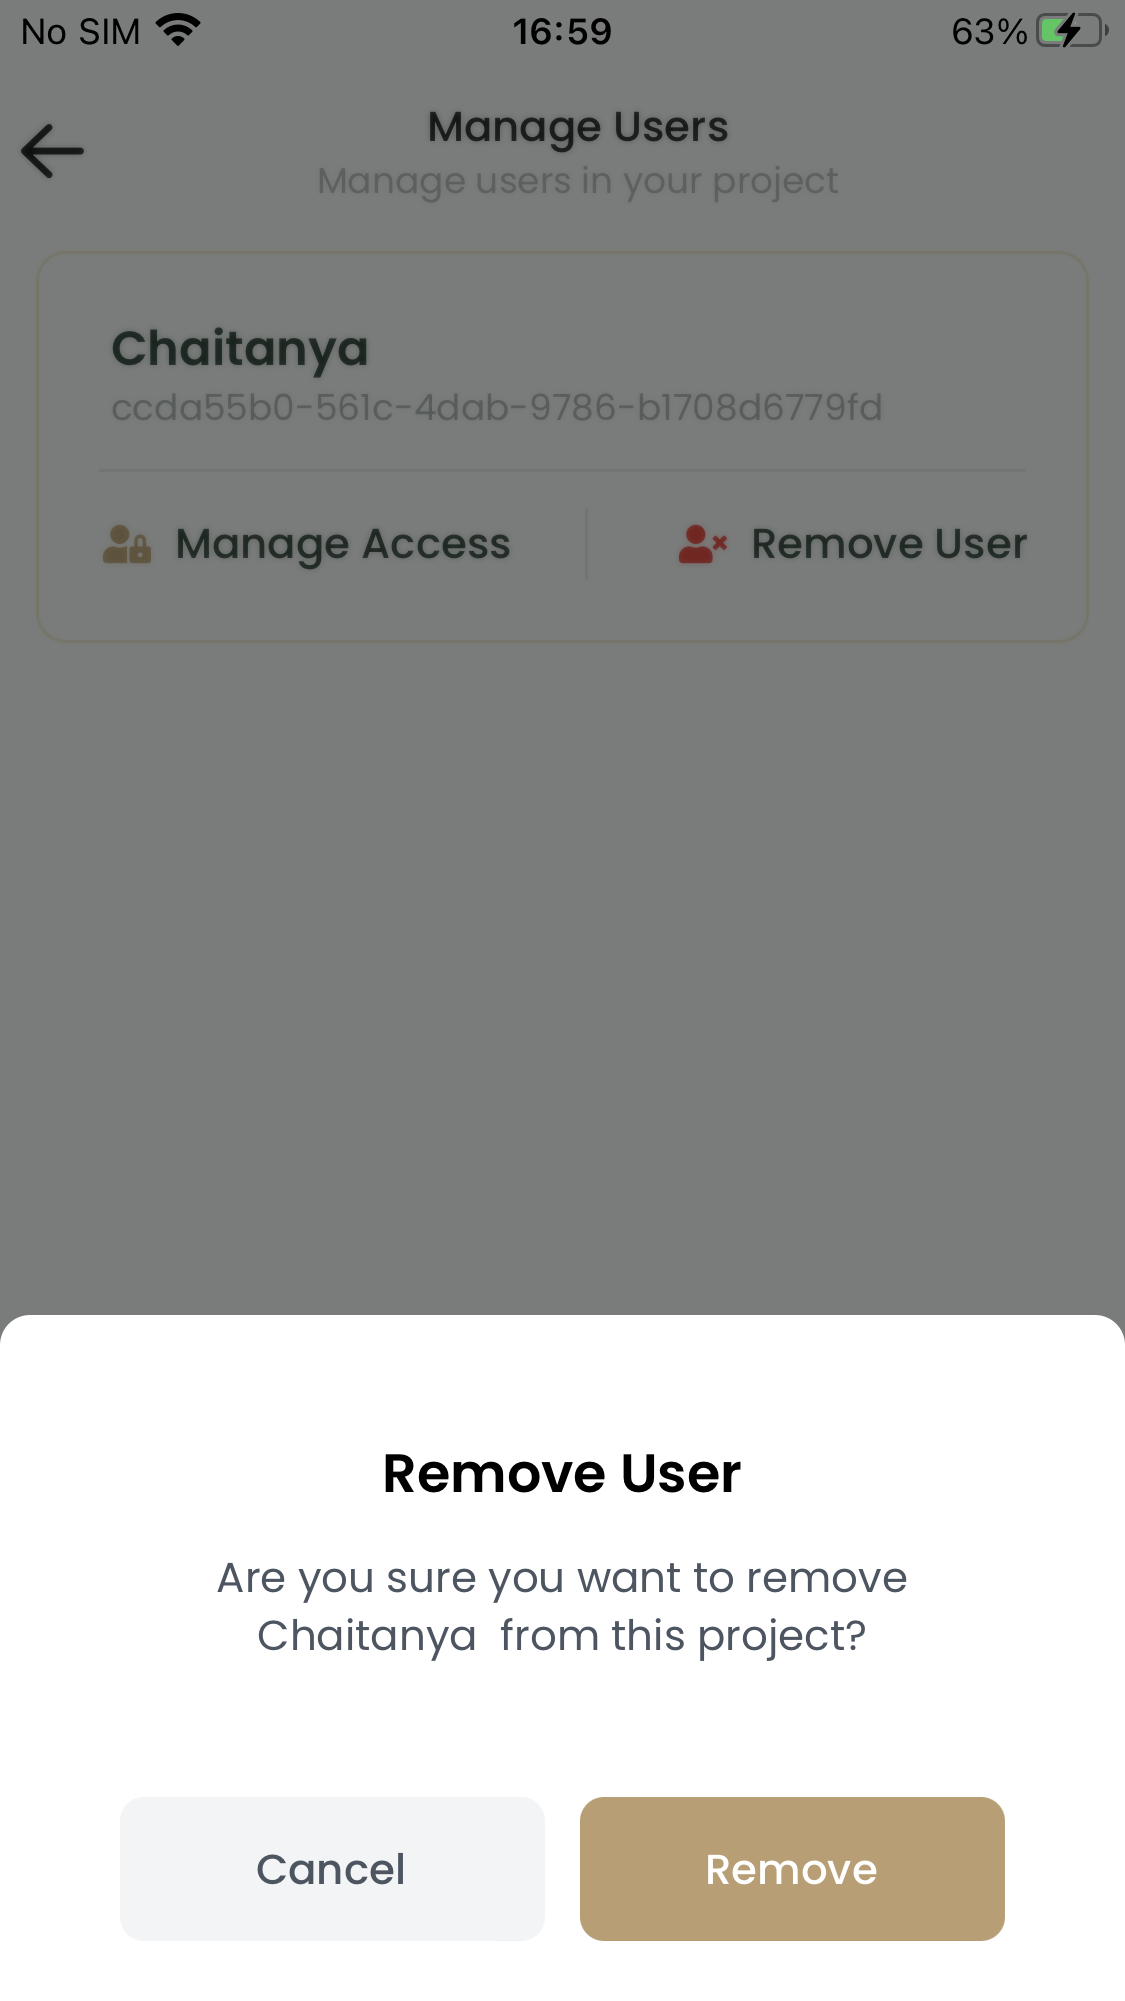 No SIM 16:59 63%
Manage Users
Manage users in your project
Chaitanya
ccda55b0-561c-4dab-9786-b1708d6779fd
Manage Access Remove User
Remove User
Are you sure you want to remove
Chaitanya  from this project?
Cancel Remove